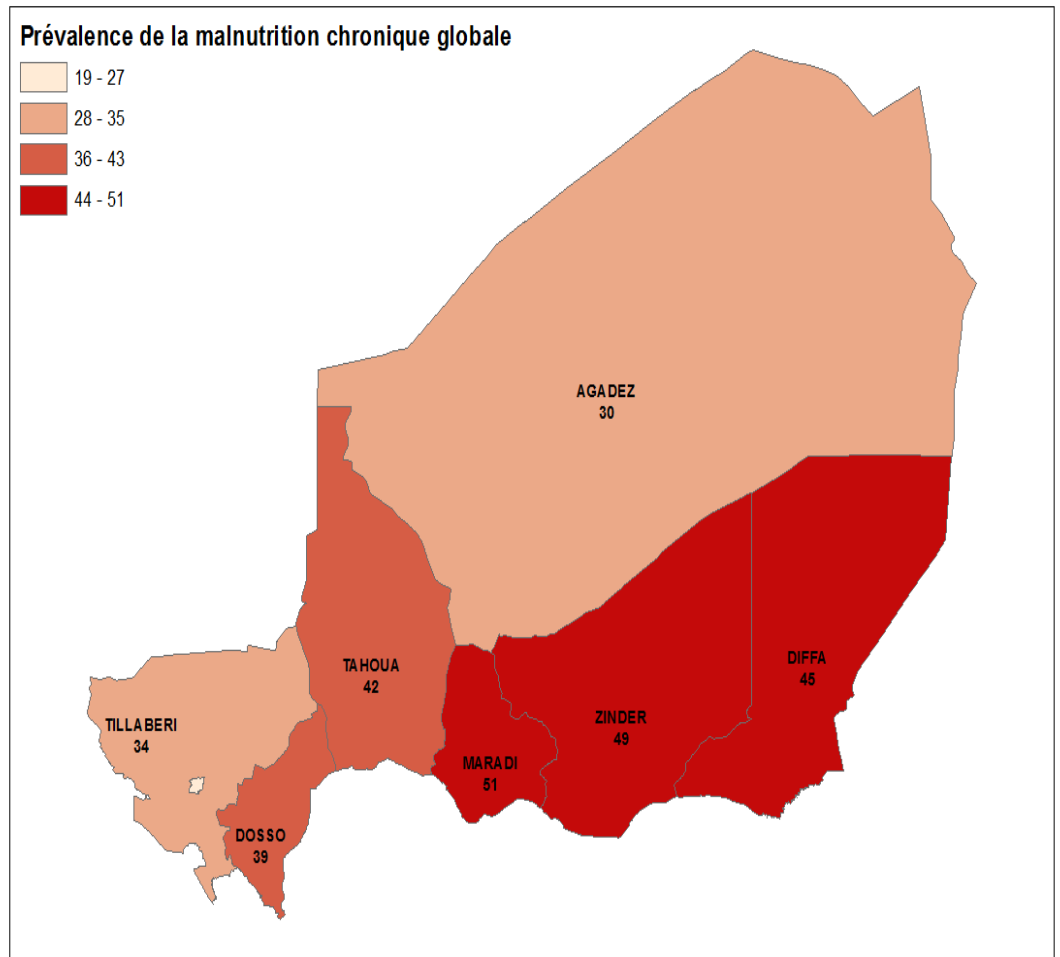 Prévalence de la malnutrition chronique globale
19 - 27
28 - 35
36 - 43
44 - 51
AGADEZ
30
TAHOUA
42
DIFFA
45
TILLABERI
34
ZINDER
49
MARADI
51
DOSSO
39